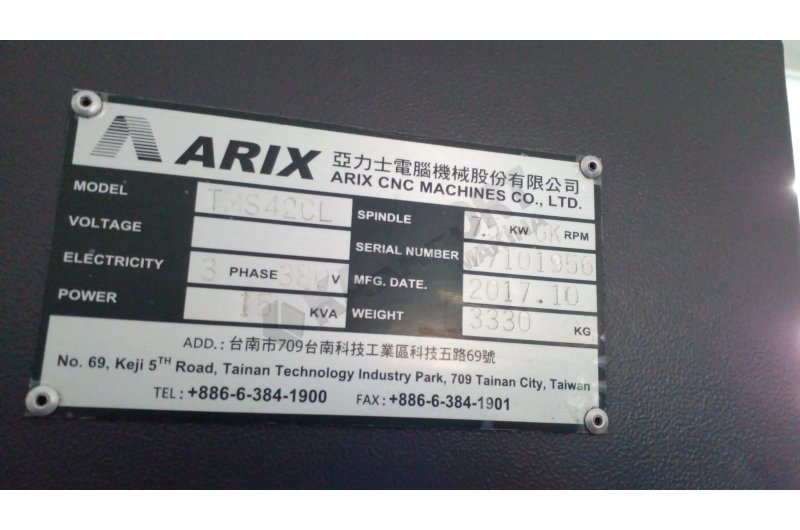 ARIX 亞力士電腦機械股份有限公司
ARIX CNC MACHINES CO., LTD.
MODEL TMS42CL SPINDLE KW 6K RPM
VOLTAGE SERIAL NUMBER 17101956
ELECTRICITY 3 PHASE 380 V MFG. DATE. 2017.10
POWER 15 KVA WEIGHT 3330 KG
ADD.: 台南市709台南科技工業區科技五路69號
No. 69, Keji 5TH Road, Tainan Technology Industry Park, 709 Tainan City, Taiwan
TEL : +886-6-384-1900 FAX : +886-6-384-1901